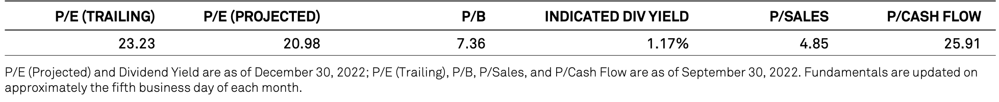 P/E (TRAILING) P/E (PROJECTED) P/B INDICATED DIV YIELD P/SALES P/CASH FLOW
23.23 20.98 7.36 1.17% 4.85 25.91
P/E (Projected) and Dividend Yield are as of December 30, 2022; P/E (Trailing), P/B, P/Sales, and P/Cash Flow are as of September 30, 2022. Fundamentals are updated on
approximately the fifth business day of each month.